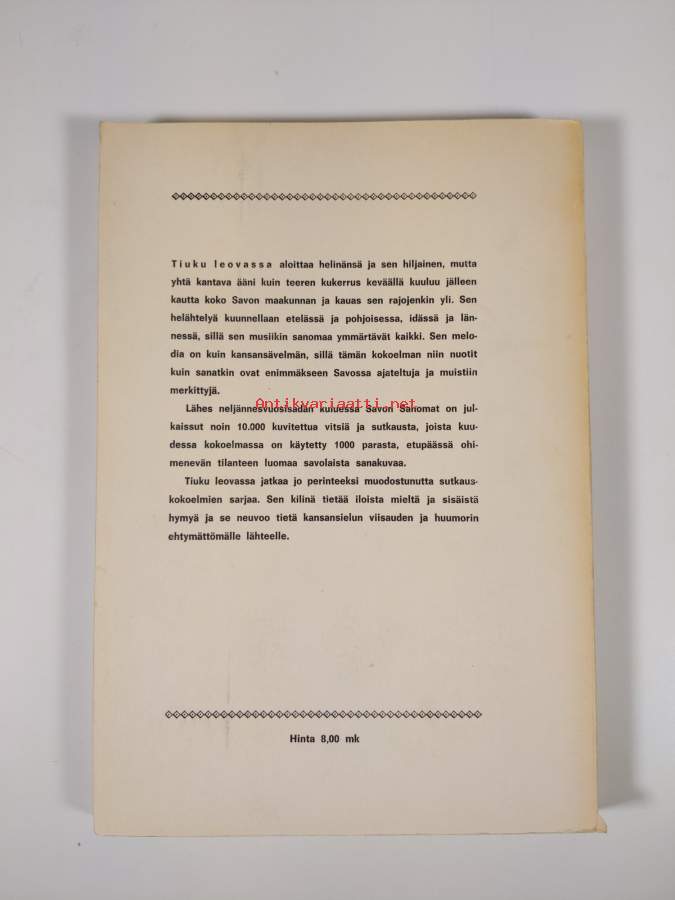 Tiuku leovassa aloittaa helinänsä ja sen hiljainen, mutta
yhtä kantava ääni kuin teeren kukerrus keväällä kuuluu jälleen
kautta koko Savon maakunnan ja kauas sen rajojenkin yli. Sen
helähtelyä kuunnellaan etelässä ja pohjoisessa, idässä ja län-
nessä, sillä sen musiikin sanomaa ymmärtävät kaikki. Sen melo-
dia on kuin kansansävelmän, sillä tämän kokoelman niin nuotit
kuin sanatkin ovat enimmäkseen Savossa ajateltuja ja muistiin
merkittyjä.
Antikvariaatti.net
Lähes neljännesvuosisadan kuluessa Savon Sanomat on jul-
kaissut noin 10.000 kuvitettua vitsiä ja sutkausta, joista kuu-
dessa kokoelmassa on käytetty 1000 parasta, etupäässä ohi-
menevän tilanteen luomaa savolaista sanakuvaa.
Tiuku leovassa jatkaa jo perinteeksi muodostunutta sutkaus-
kokoelmien sarjaa. Sen kilinä tietää iloista mieltä ja sisäistä
hymyä ja se neuvoo tietä kansansielun viisauden ja huumorin
ehtymättömälle lähteelle.
Hinta 8,00 mk